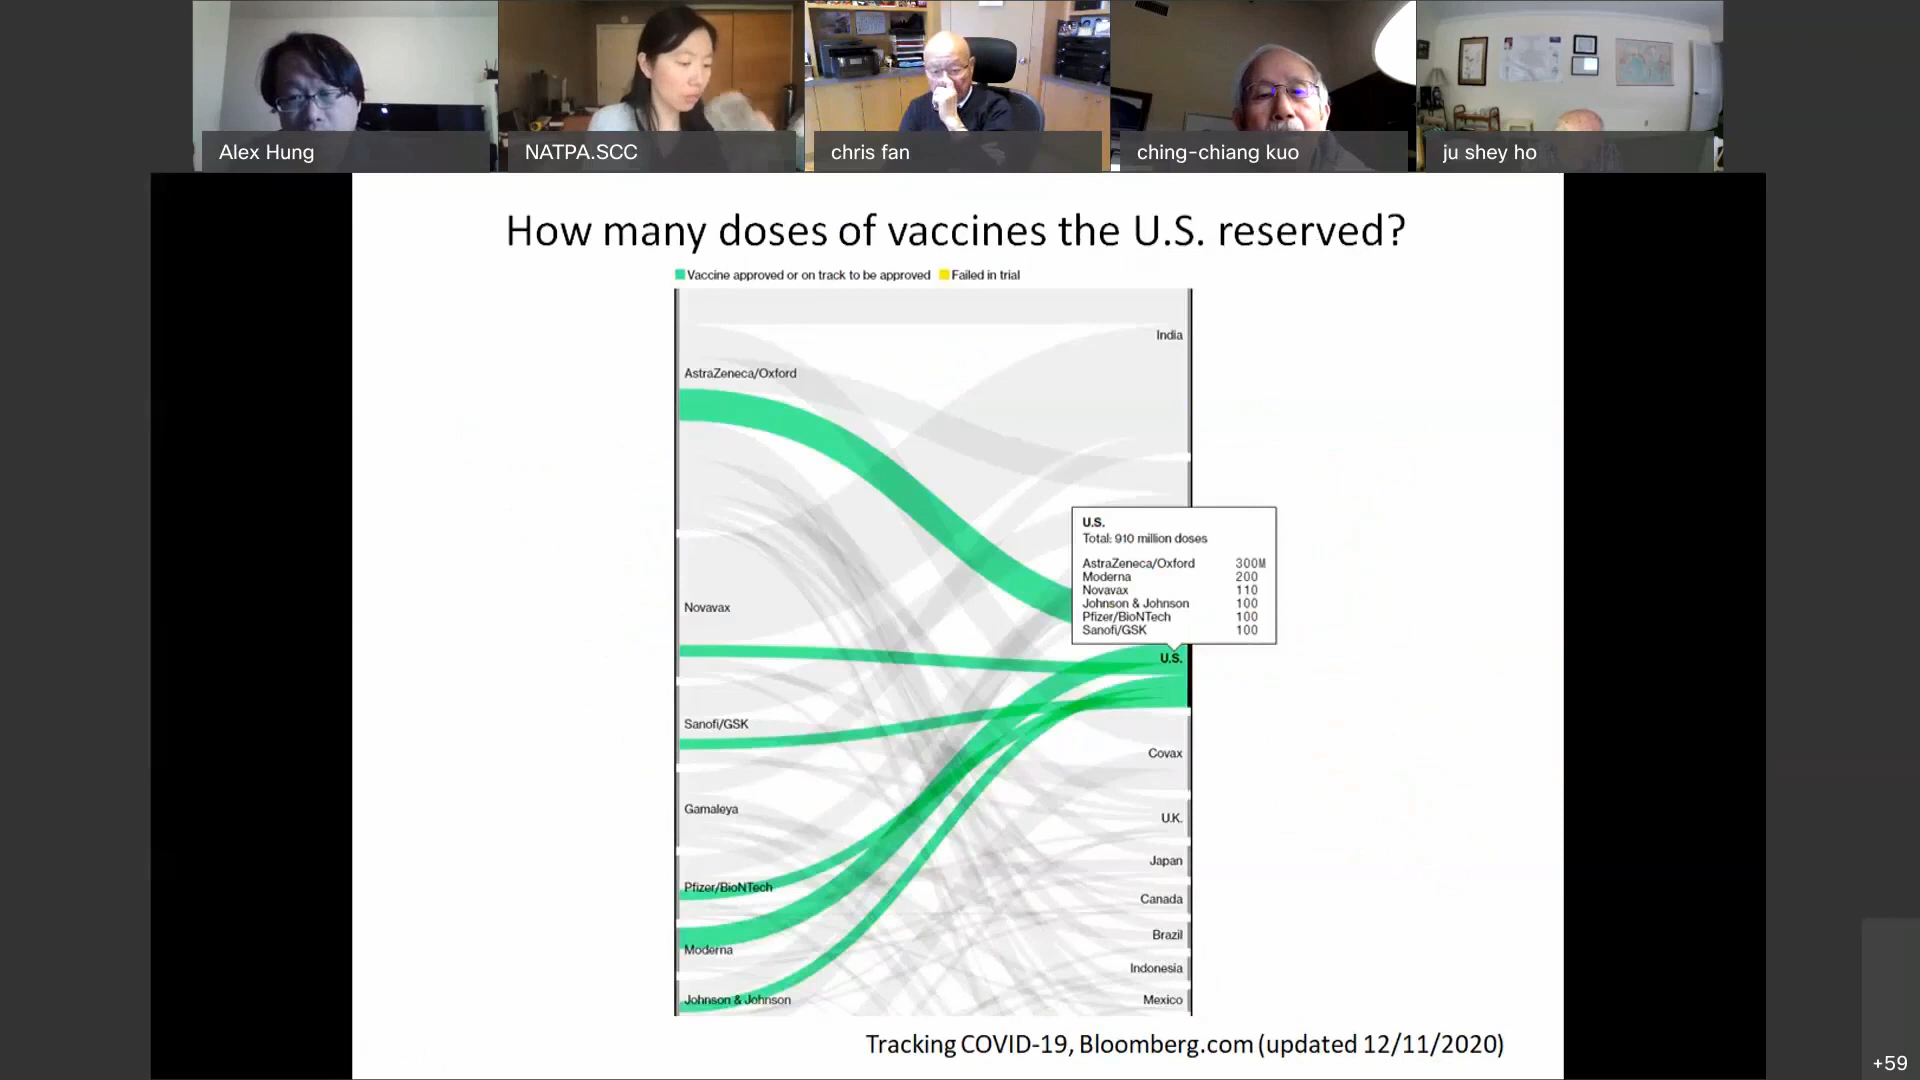 Alex Hung
NATPA.SCC
chris fan
ching-chiang kuo
ju shey ho
How many doses of vaccines the U.S. reserved?
Vaccine approved or on track to be approved Failed in trial
India
AstraZeneca/Oxford
U.S.
Total: 910 million doses
AstraZeneca/Oxford 300M
Moderna 200
Novavax 110
Johnson & Johnson 100
Pfizer/BioNTech 100
Sanofi/GSK 100
Novavax
U.S.
Sanofi/GSK
Covax
Gamaleya
U.K.
Japan
Pfizer/BioNTech
Canada
Brazil
Moderna
Indonesia
Johnson & Johnson
Mexico
Tracking COVID-19, Bloomberg.com (updated 12/11/2020)
+59